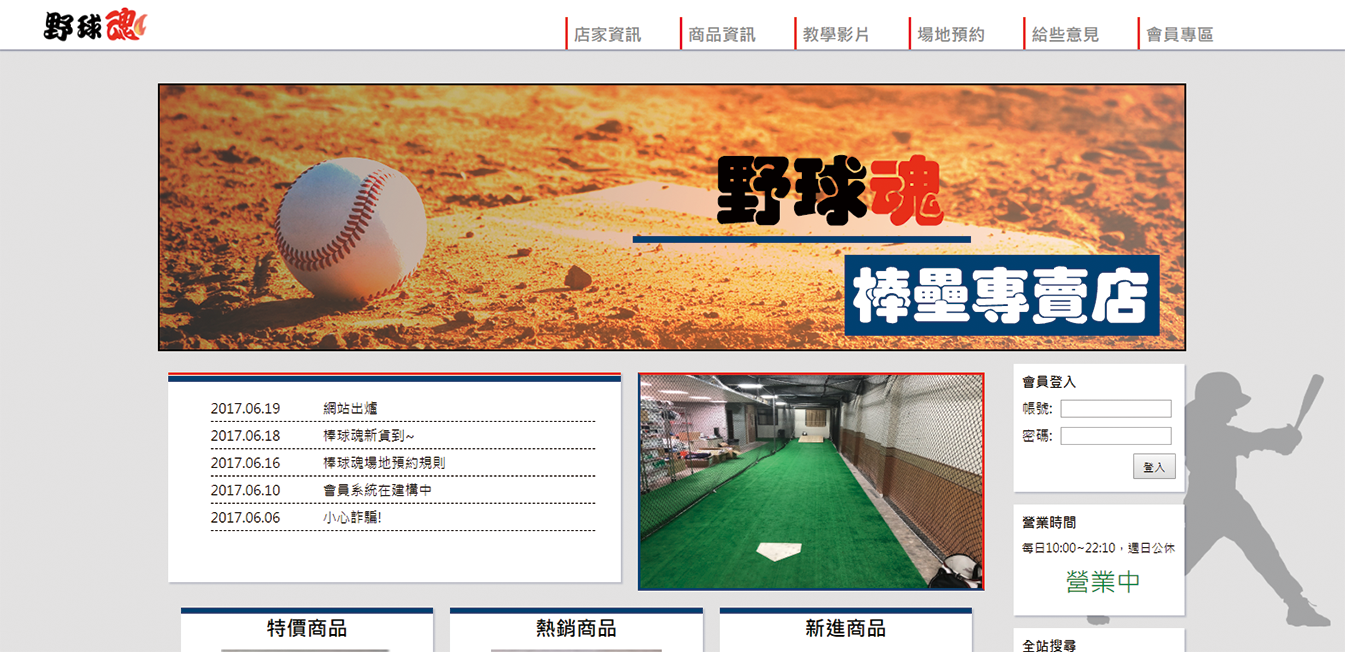 野球魂
店家資訊
商品資訊
教學影片
場地預約
給些意見
會員專區
野球魂
棒壘專賣店
2017.06.19 網站出爐
2017.06.18 棒球魂新貨到~
2017.06.16 棒球魂場地預約規則
2017.06.10 會員系統在建構中
2017.06.06 小心詐騙!
會員登入
帳號:
密碼:
登入
營業時間
每日10:00~22:10，週日公休
營業中
特價商品
熱銷商品
新進商品
全站搜尋